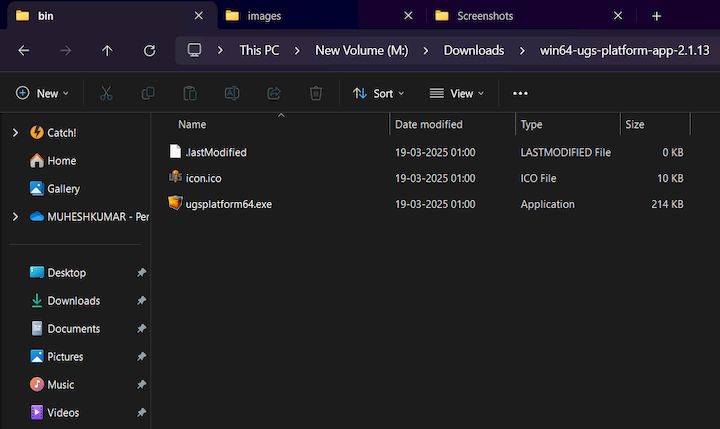 bin
images
Screenshots
This PC
New Volume (M:)
Downloads
win64-ugs-platform-app-2.1.13
New
Sort
View
Name Date modified Type Size
.lastModified 19-03-2025 01:00 LASTMODIFIED File 0 KB
icon.ico 19-03-2025 01:00 ICO File 10 KB
ugsplatform64.exe 19-03-2025 01:00 Application 214 KB
Catch!
Home
Gallery
MUHESHKUMAR - Per
Desktop
Downloads
Documents
Pictures
Music
Videos